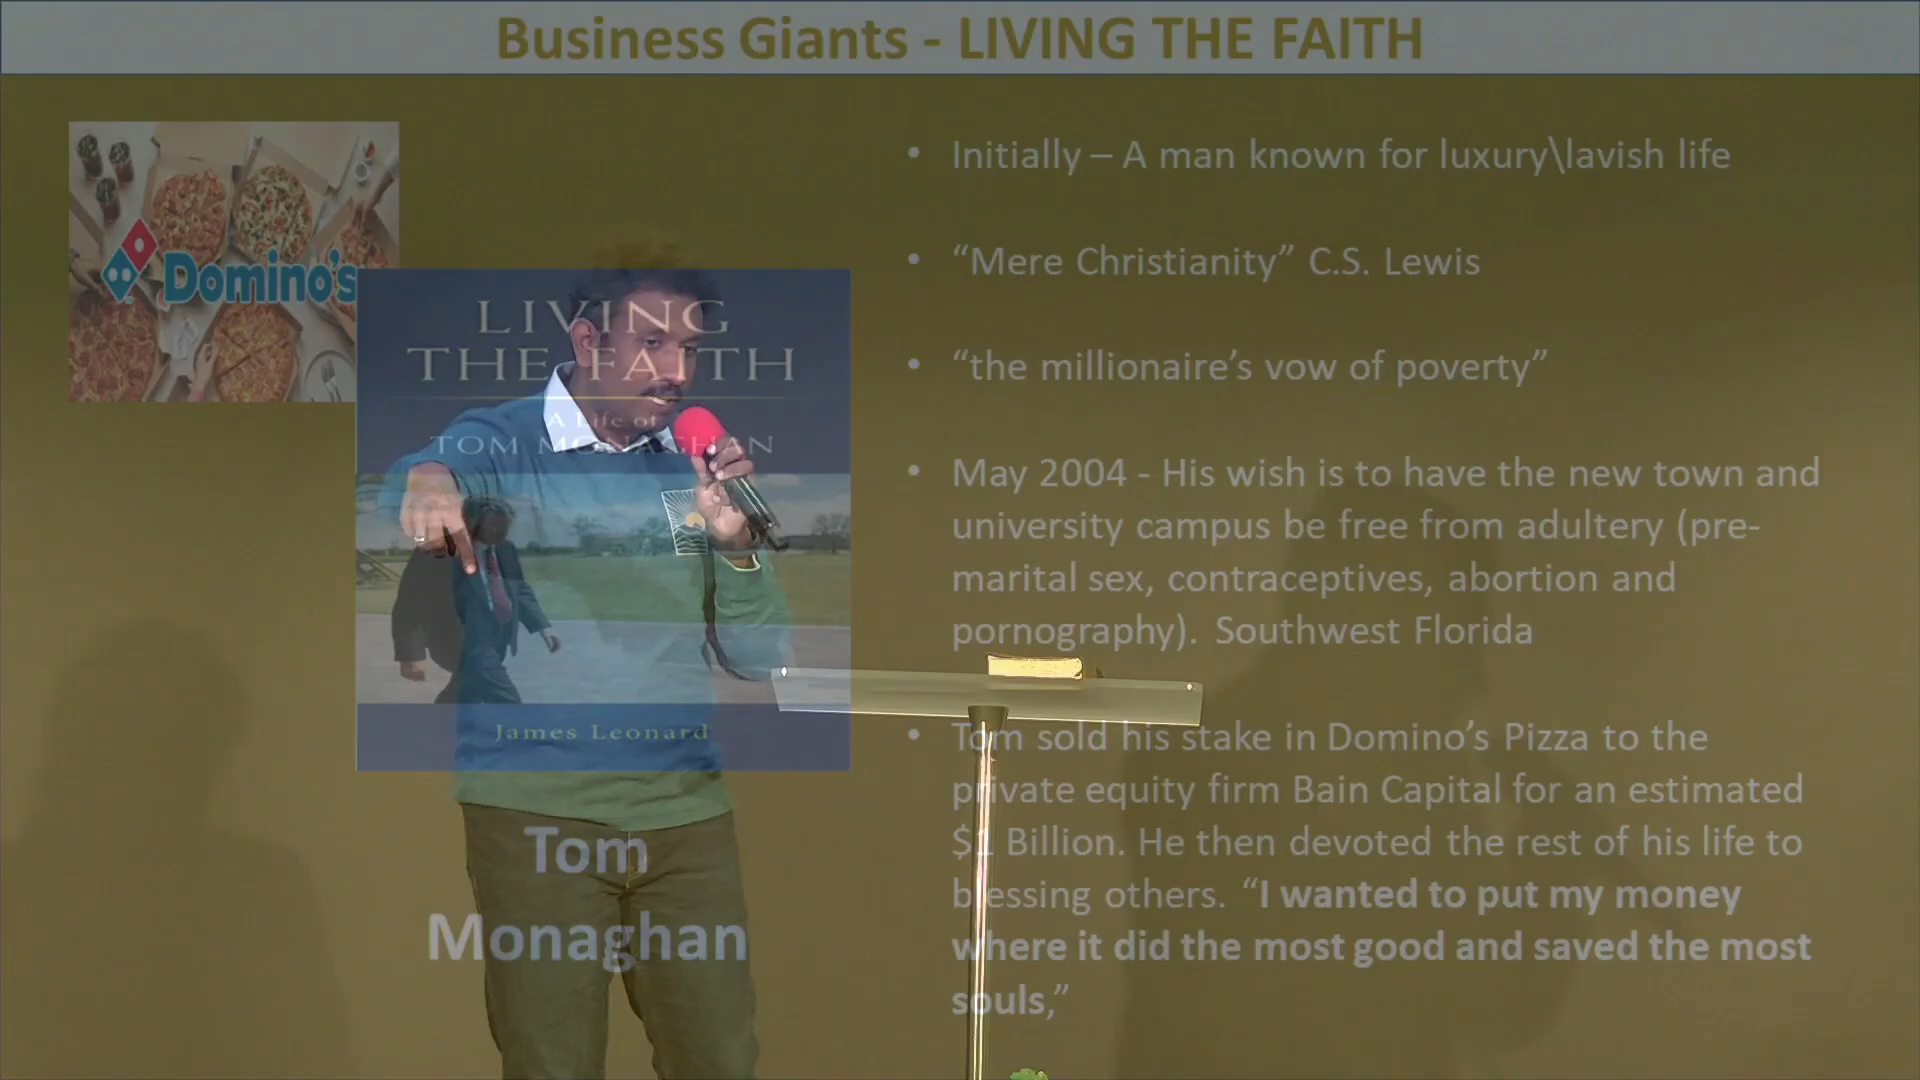 Business Giants - LIVING THE FAITH
Domino's
LIVING
THE FAITH
A Life of
TOM MONAGHAN
James Leonard
Tom
Monaghan
• Initially – A man known for luxury\lavish life
• “Mere Christianity” C.S. Lewis
• “the millionaire’s vow of poverty”
• May 2004 - His wish is to have the new town and
university campus be free from adultery (pre-
marital sex, contraceptives, abortion and
pornography). Southwest Florida
• Tom sold his stake in Domino’s Pizza to the
private equity firm Bain Capital for an estimated
$1 Billion. He then devoted the rest of his life to
blessing others. “I wanted to put my money
where it did the most good and saved the most
souls,”